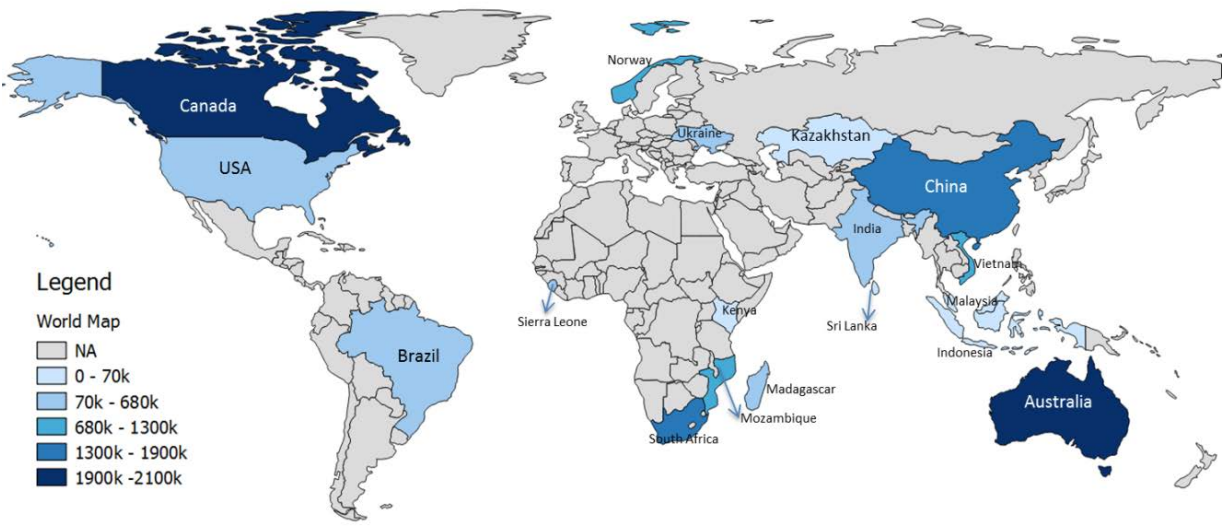 Norway
Canada
Ukraine
Kazakhstan
USA
China
India
Vietnam
Legend
Malaysia
Sierra Leone
Kenya
Sri Lanka
World Map
Indonesia
NA
Brazil
0 - 70k
Madagascar
70k - 680k
Australia
Mozambique
680k - 1300k
South Africa
1300k - 1900k
1900k -2100k